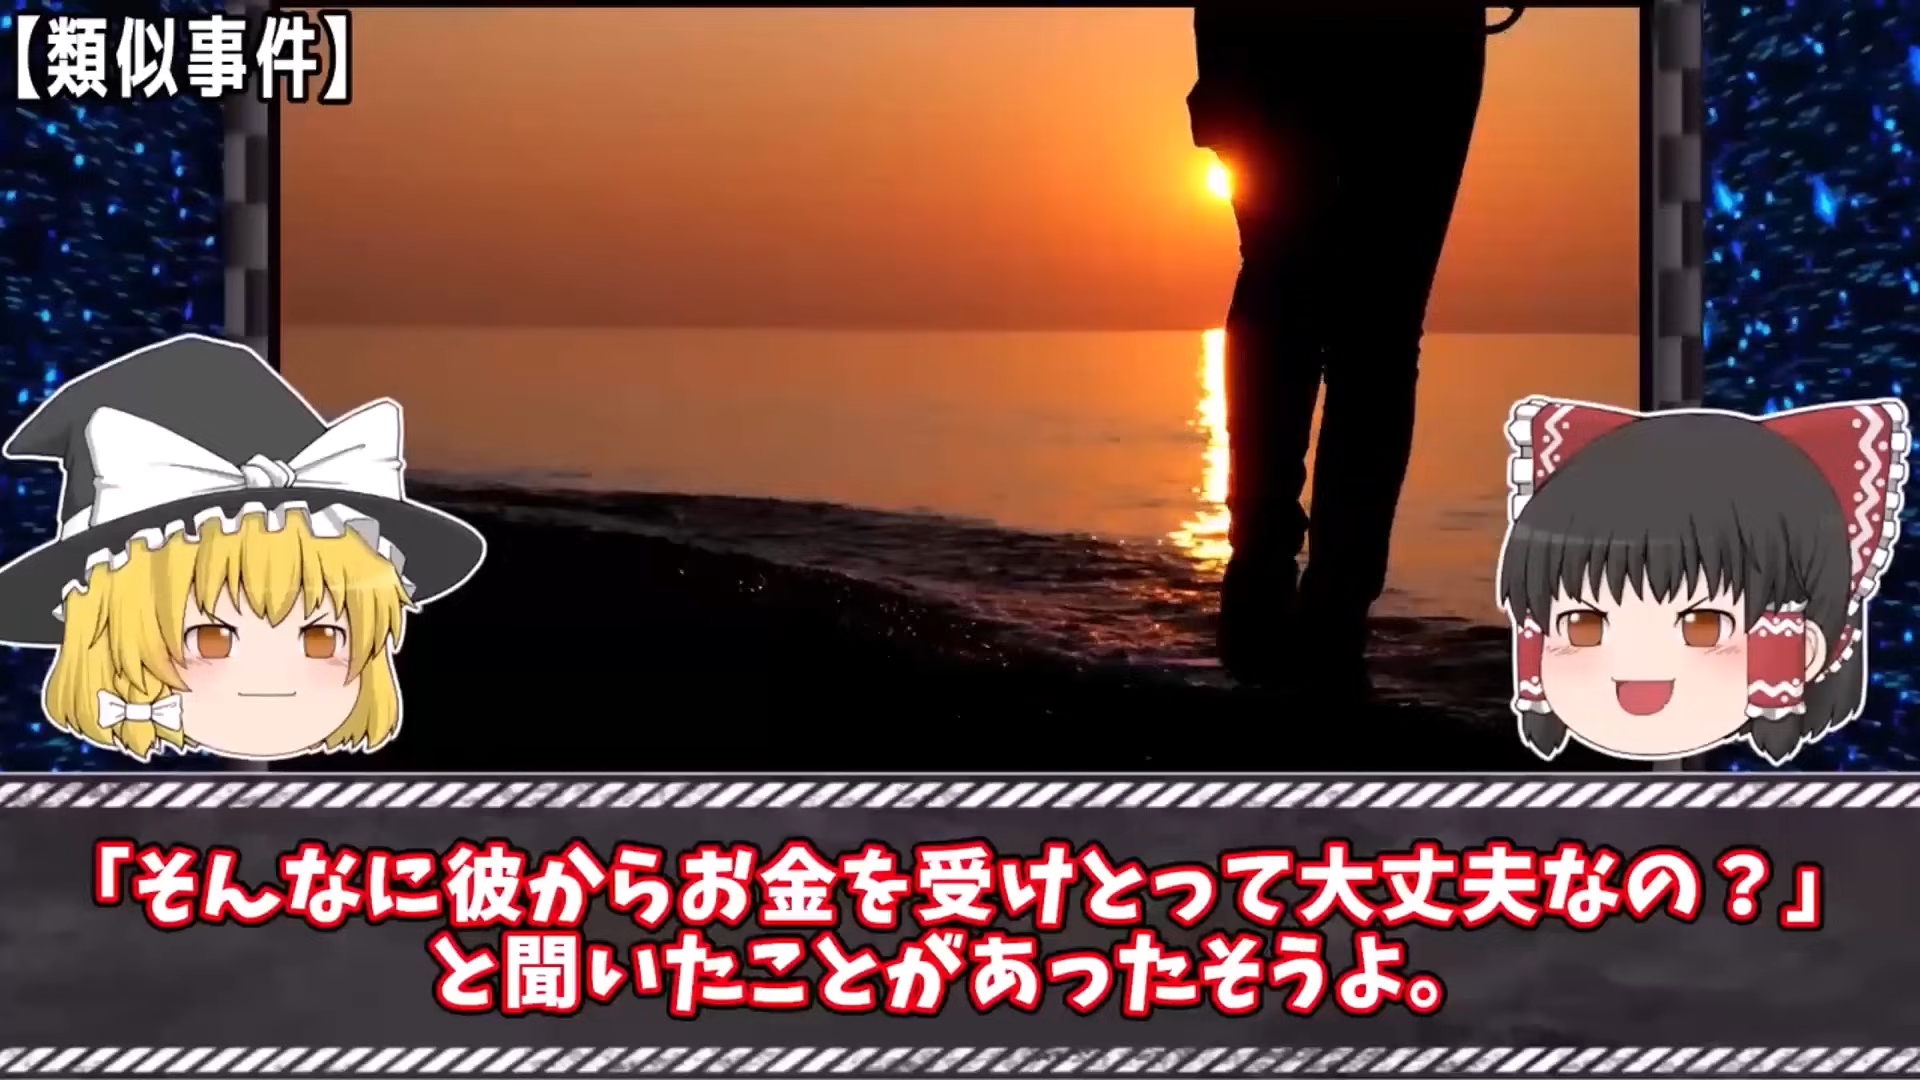 【類似事件】
「そんなに彼からお金を受けとって大丈夫なの？」
と聞いたことがあったそうよ。